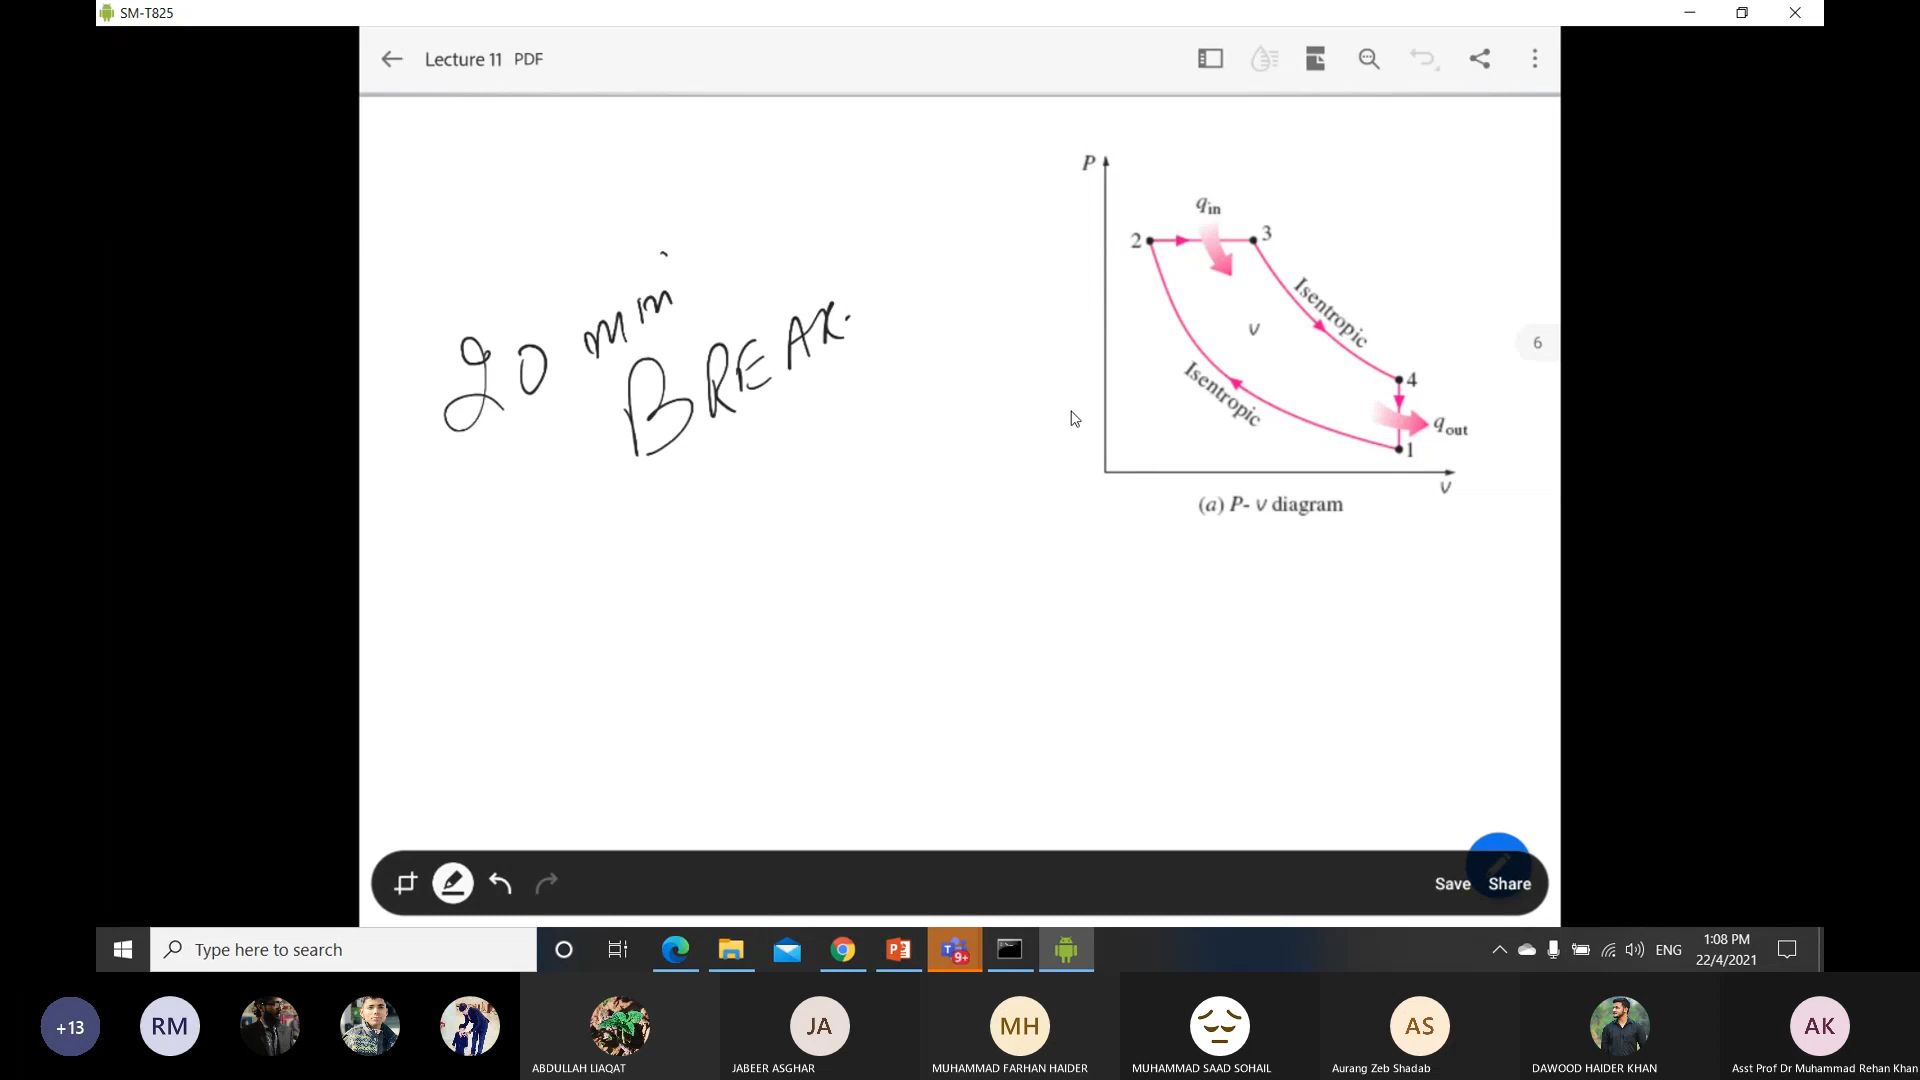 SM-T825
Lecture 11 PDF
P
q in
2
3
Isentropic
20 min
BREAK.
v
6
Isentropic
4
q out
1
v
(a) P- v diagram
Save Share
Type here to search
9+
ENG
1:08 PM
22/4/2021
+13
RM
JA
MH
AS
AK
ABDULLAH LIAQAT
JABEER ASGHAR
MUHAMMAD FARHAN HAIDER
MUHAMMAD SAAD SOHAIL
Aurang Zeb Shadab
DAWOOD HAIDER KHAN
Asst Prof Dr Muhammad Rehan Khan